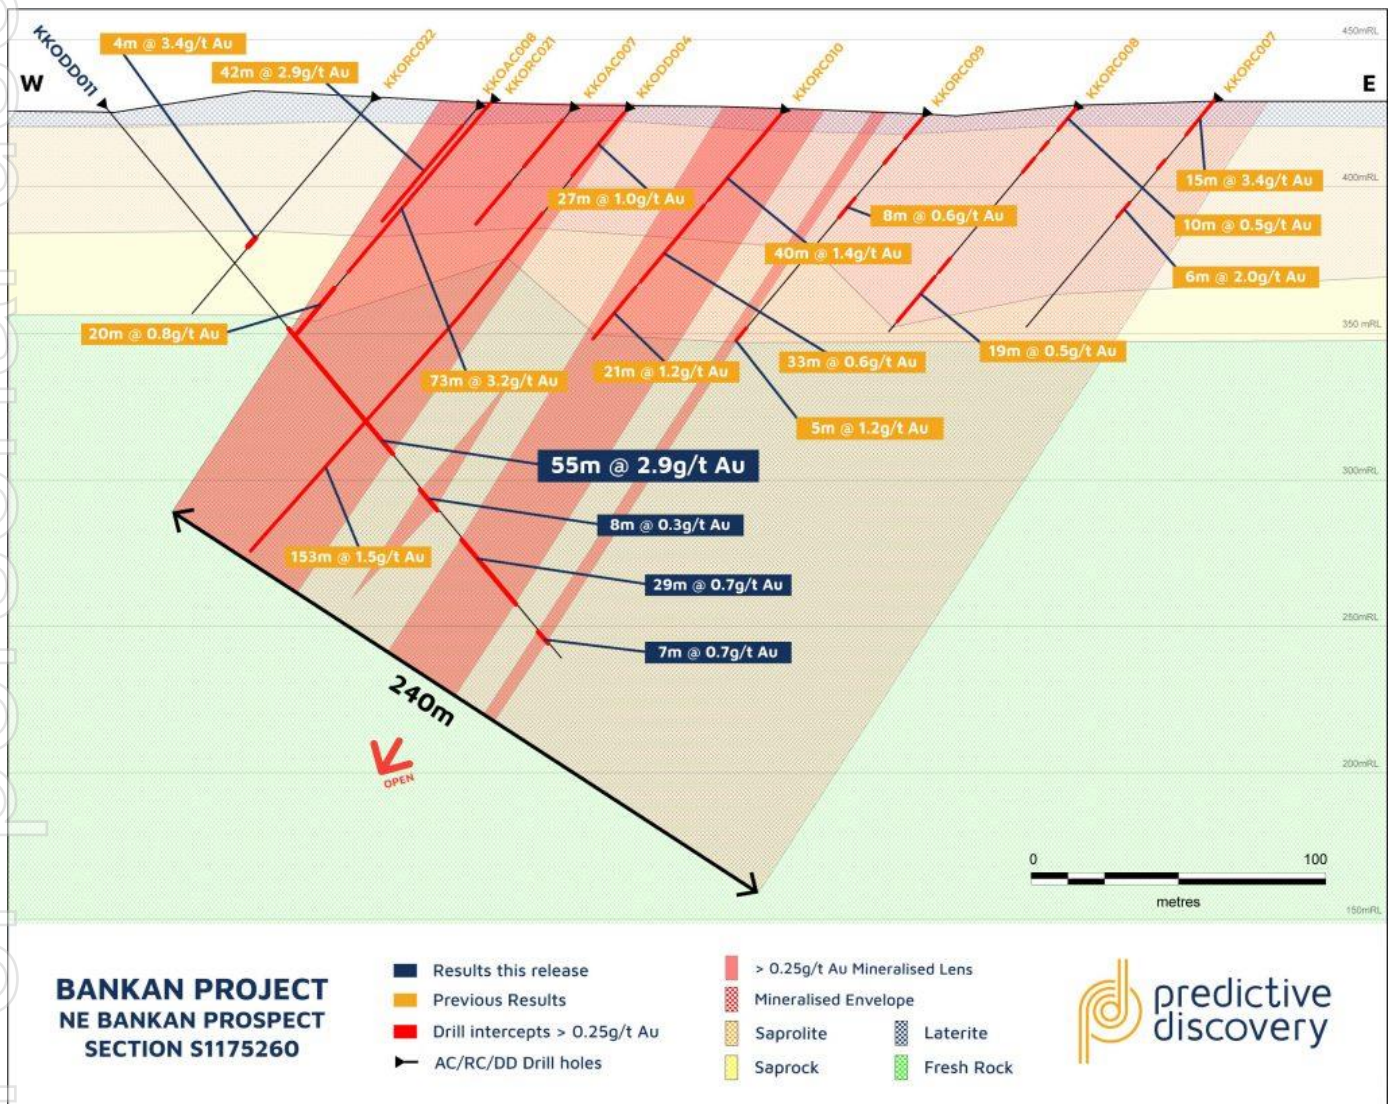 KKODD011
KKORC022
KKOAC008
KKORC021
KKOAC007
KKODD004
KKORC010
KKORC009
KKORC008
KKORC007
W
E
450mRL
400mRL
350 mRL
300mRL
250mRL
200mRL
150mRL
4m @ 3.4g/t Au
42m @ 2.9g/t Au
27m @ 1.0g/t Au
8m @ 0.6g/t Au
40m @ 1.4g/t Au
15m @ 3.4g/t Au
10m @ 0.5g/t Au
6m @ 2.0g/t Au
20m @ 0.8g/t Au
73m @ 3.2g/t Au
21m @ 1.2g/t Au
33m @ 0.6g/t Au
19m @ 0.5g/t Au
5m @ 1.2g/t Au
55m @ 2.9g/t Au
8m @ 0.3g/t Au
153m @ 1.5g/t Au
29m @ 0.7g/t Au
7m @ 0.7g/t Au
240m
OPEN
0 100
metres
BANKAN PROJECT
NE BANKAN PROSPECT
SECTION S1175260
Results this release
Previous Results
Drill intercepts > 0.25g/t Au
AC/RC/DD Drill holes
> 0.25g/t Au Mineralised Lens
Mineralised Envelope
Saprolite
Saprock
Laterite
Fresh Rock
predictive
discovery